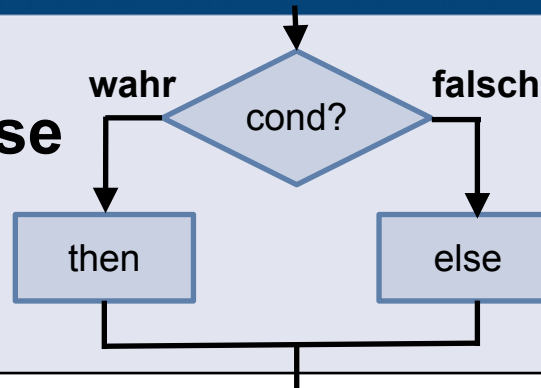 wahr
falsch
cond?
se
then
else